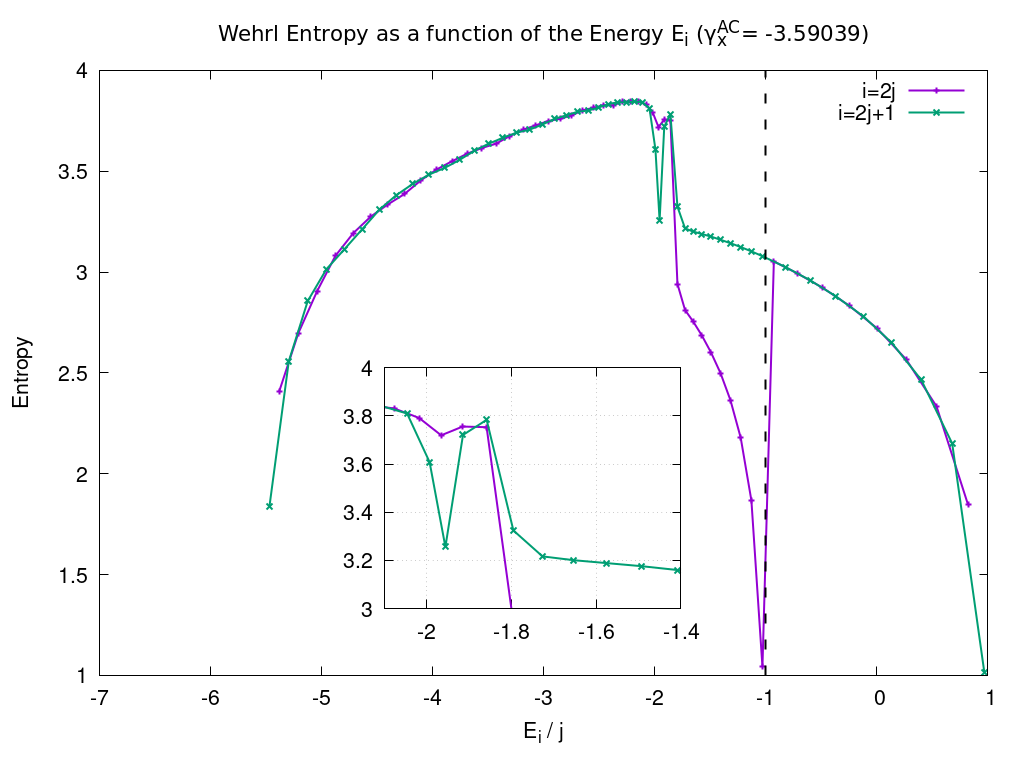 Wehrl Entropy as a function of the Energy Eᵢ (γₓᴬᶜ= -3.59039)
i=2j
i=2j+1
4
3.5
3
2.5
2
1.5
1
Entropy
4
3.8
3.6
3.4
3.2
3
-2 -1.8 -1.6 -1.4
-7 -6 -5 -4 -3 -2 -1 0 1
Eᵢ / j